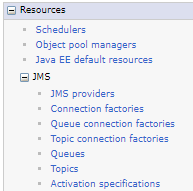 Resources
Schedulers
Object pool managers
Java EE default resources
JMS
JMS providers
Connection factories
Queue connection factories
Topic connection factories
Queues
Topics
Activation specifications